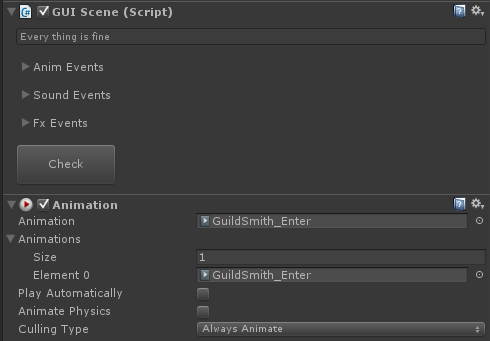 GUI Scene (Script)
Every thing is fine
Anim Events
Sound Events
Fx Events
Check
Animation
Animation GuildSmith_Enter
Animations
Size 1
Element 0 GuildSmith_Enter
Play Automatically
Animate Physics
Culling Type Always Animate